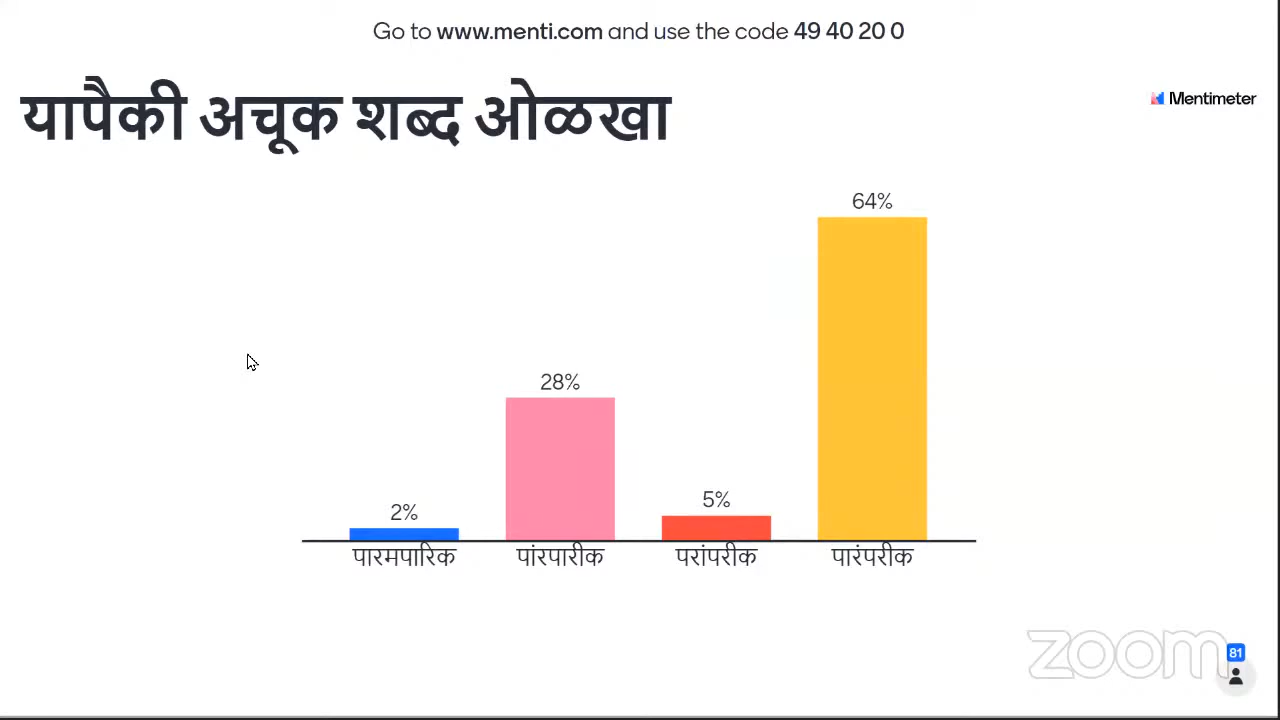 Go to www.menti.com and use the code 49 40 20 0
यापैकी अचूक शब्द ओळखा
Mentimeter
64%
28%
5%
2%
पारमपारिक पांरपारीक परांपरीक पारंपरीक
zoom
81